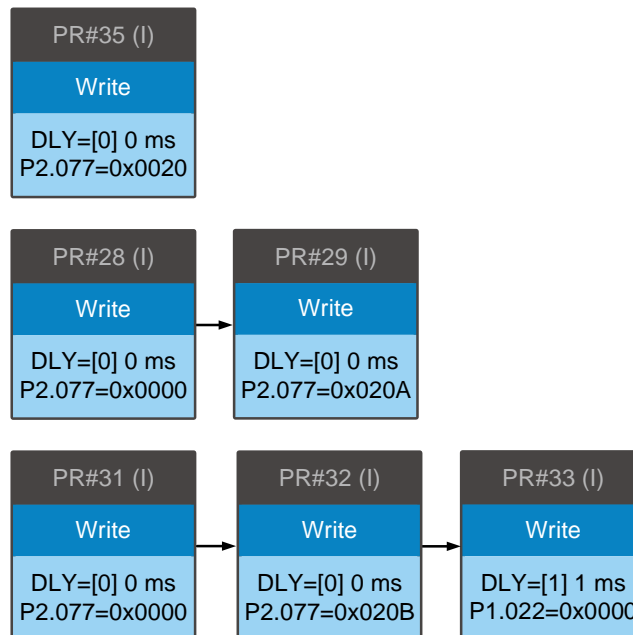 PR#35 (I)
Write
DLY=[0] 0 ms
P2.077=0x0020
PR#28 (I)
Write
DLY=[0] 0 ms
P2.077=0x0000
PR#29 (I)
Write
DLY=[0] 0 ms
P2.077=0x020A
PR#31 (I)
Write
DLY=[0] 0 ms
P2.077=0x0000
PR#32 (I)
Write
DLY=[0] 0 ms
P2.077=0x020B
PR#33 (I)
Write
DLY=[1] 1 ms
P1.022=0x0000